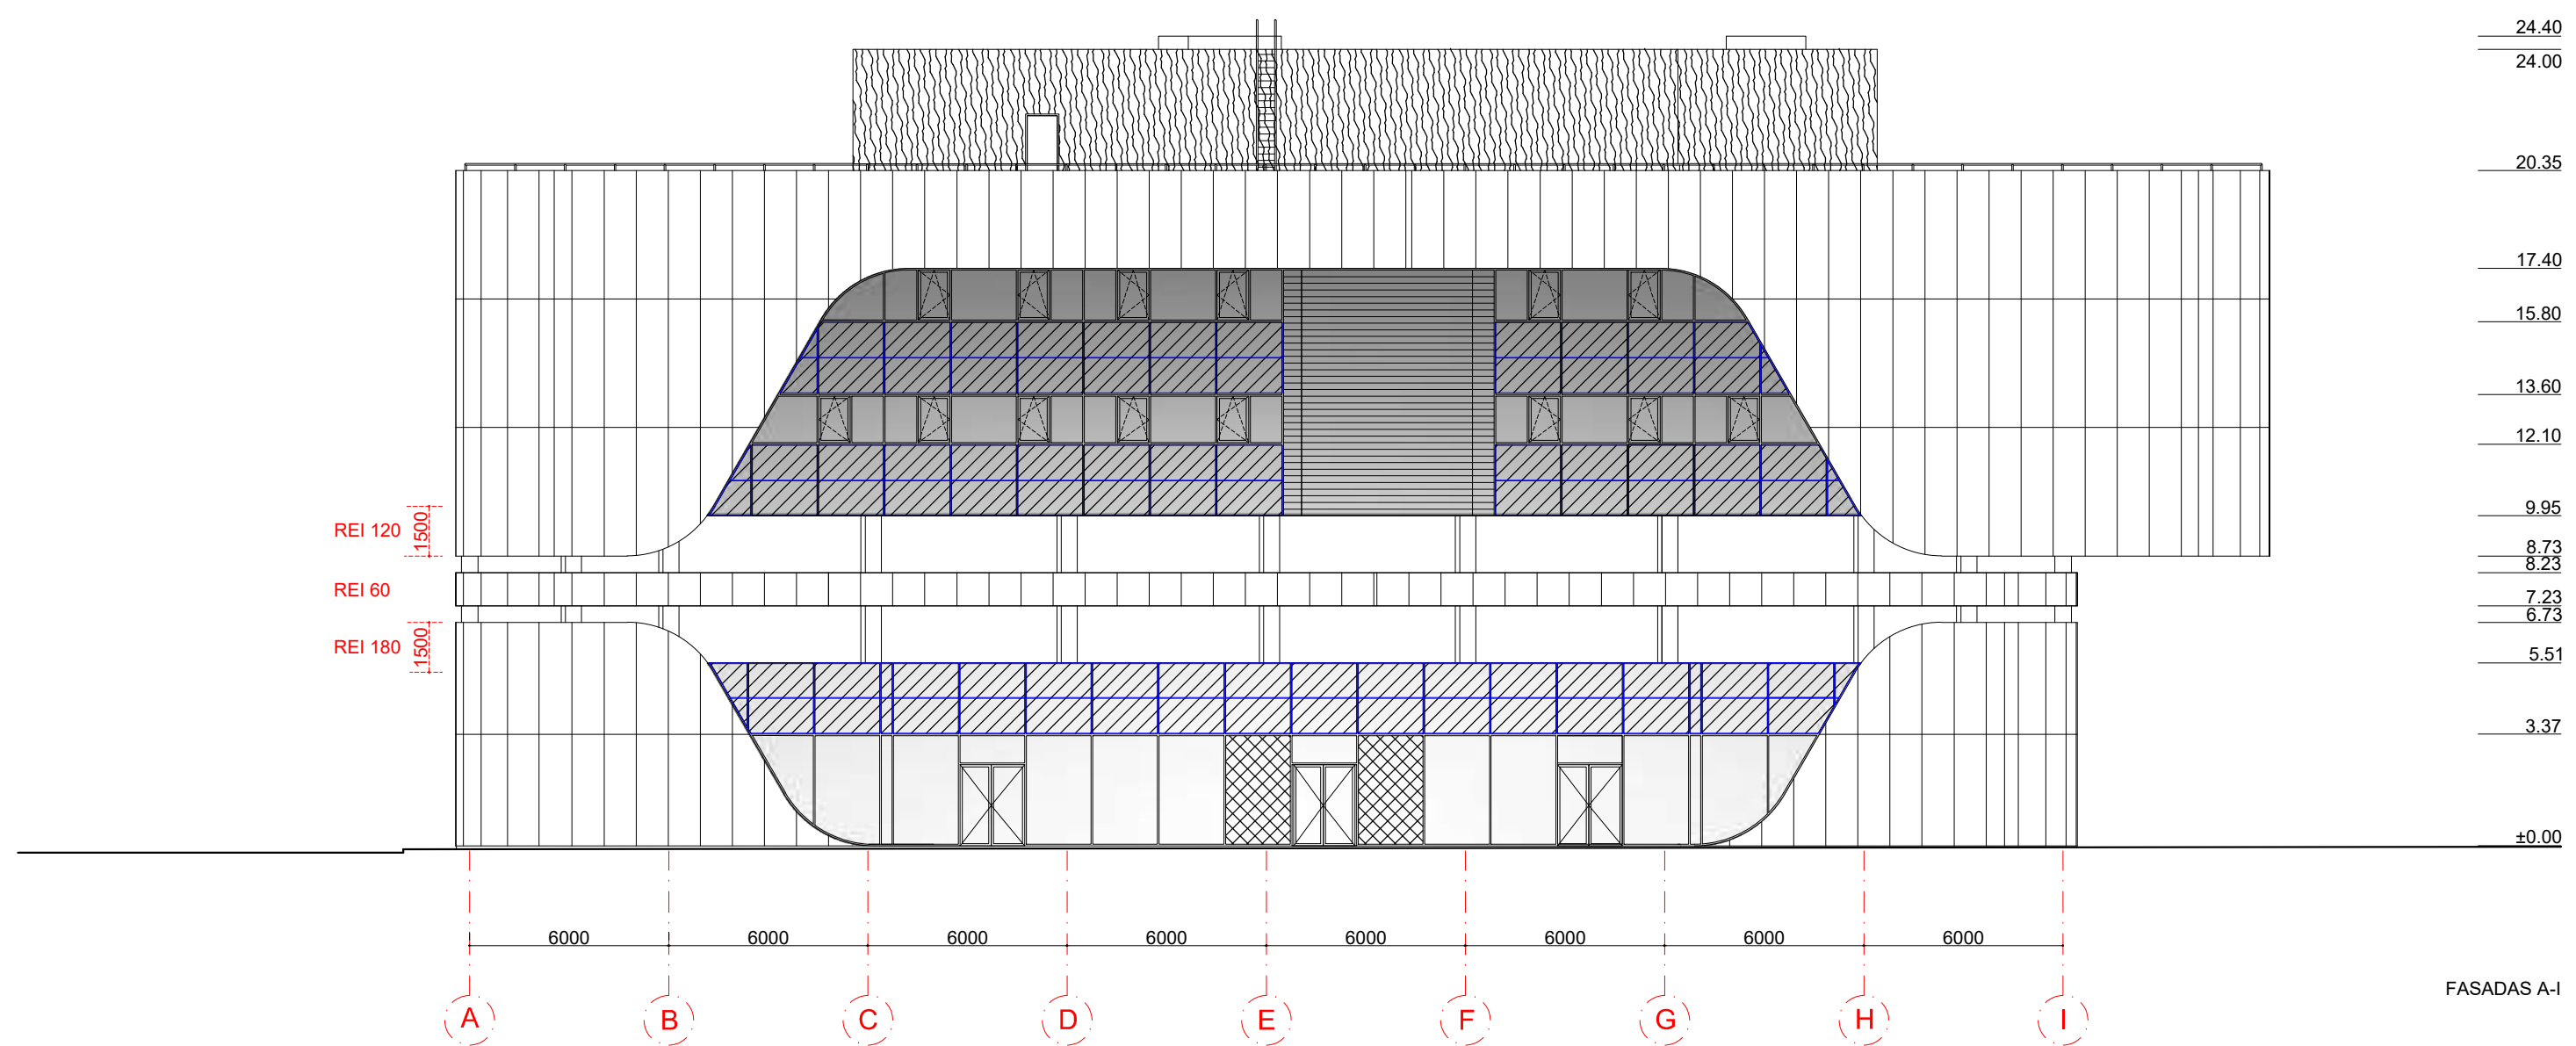 24.40
24.00
20.35
17.40
15.80
13.60
12.10
9.95
REI 120
1500
8.73
8.23
REI 60
7.23
6.73
REI 180
1500
5.51
3.37
±0.00
6000 6000 6000 6000 6000 6000 6000 6000
FASADAS A-I
A B C D E F G H I